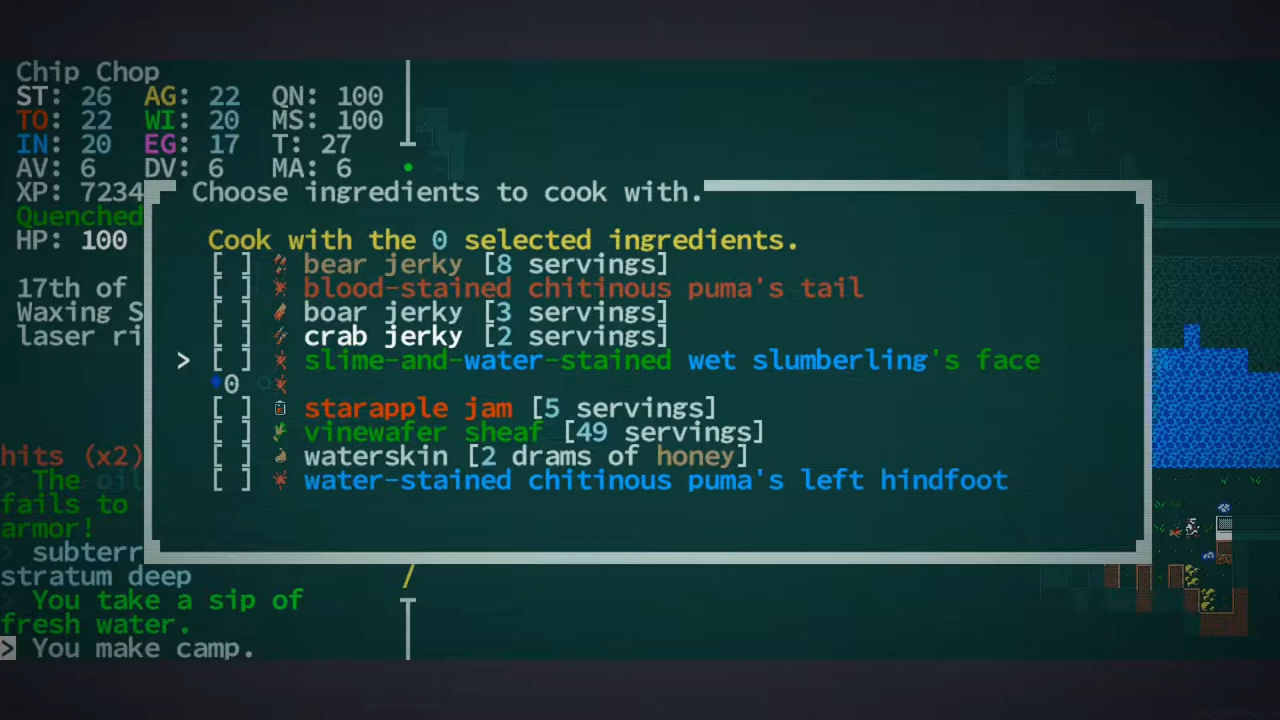 Chip Chop
ST: 26 AG: 22 QN: 100
TO: 22 WI: 20 MS: 100
IN: 20 EG: 17 T: 27
AV: 6 DV: 6 MA: 6
XP: 7234
Quenched
HP: 100
17th of
Waxing S
laser ri
Choose ingredients to cook with.
Cook with the 0 selected ingredients.
[ ] bear jerky [8 servings]
[ ] blood-stained chitinous puma's tail
[ ] boar jerky [3 servings]
[ ] crab jerky [2 servings]
> [ ] slime-and-water-stained wet slumberling's face
0
[ ] starapple jam [5 servings]
[ ] vinewafer sheaf [49 servings]
[ ] waterskin [2 drams of honey]
[ ] water-stained chitinous puma's left hindfoot
hits (x2)
> The oil
fails to
armor!
> subterr
stratum deep
> You take a sip of
fresh water.
> You make camp.